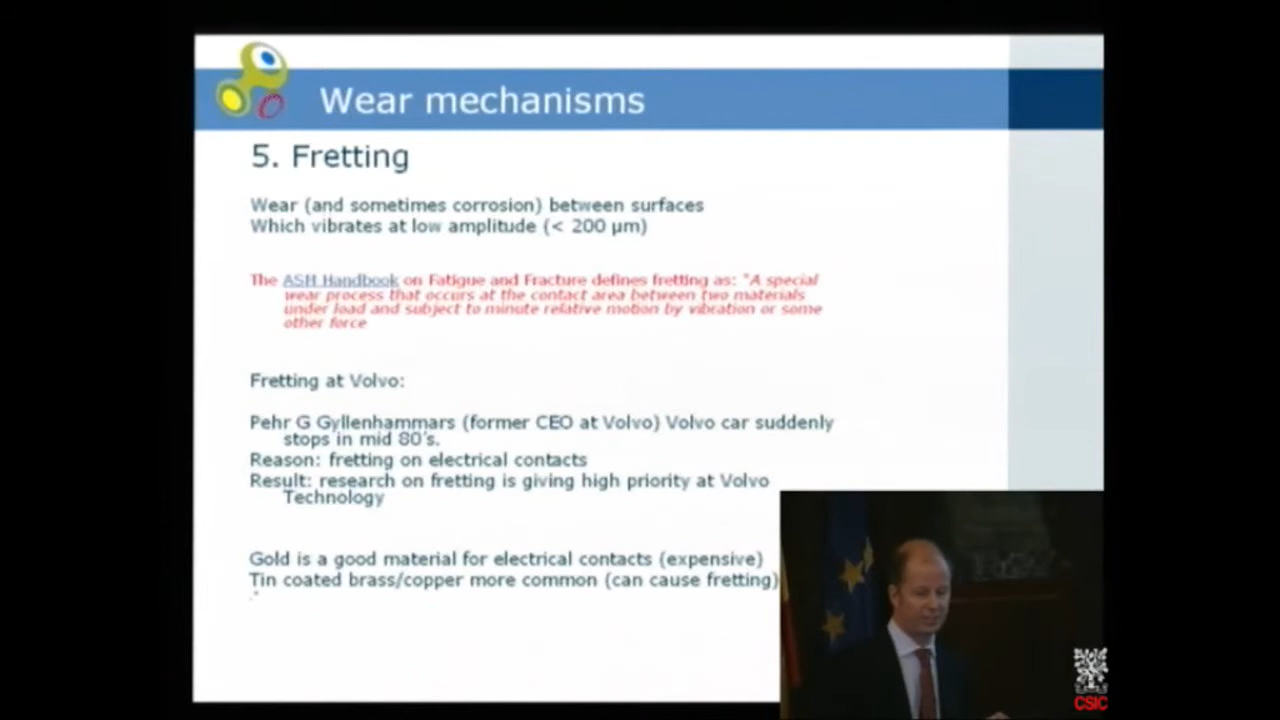 Wear mechanisms
5. Fretting
Wear (and sometimes corrosion) between surfaces
Which vibrates at low amplitude (< 200 µm)
The ASM Handbook on Fatigue and Fracture defines fretting as: "A special
wear process that occurs at the contact area between two materials
under load and subject to minute relative motion by vibration or some
other force
Fretting at Volvo:
Pehr G Gyllenhammars (former CEO at Volvo) Volvo car suddenly
stops in mid 80's.
Reason: fretting on electrical contacts
Result: research on fretting is giving high priority at Volvo
Technology
Gold is a good material for electrical contacts (expensive)
Tin coated brass/copper more common (can cause fretting)
."
CSIC